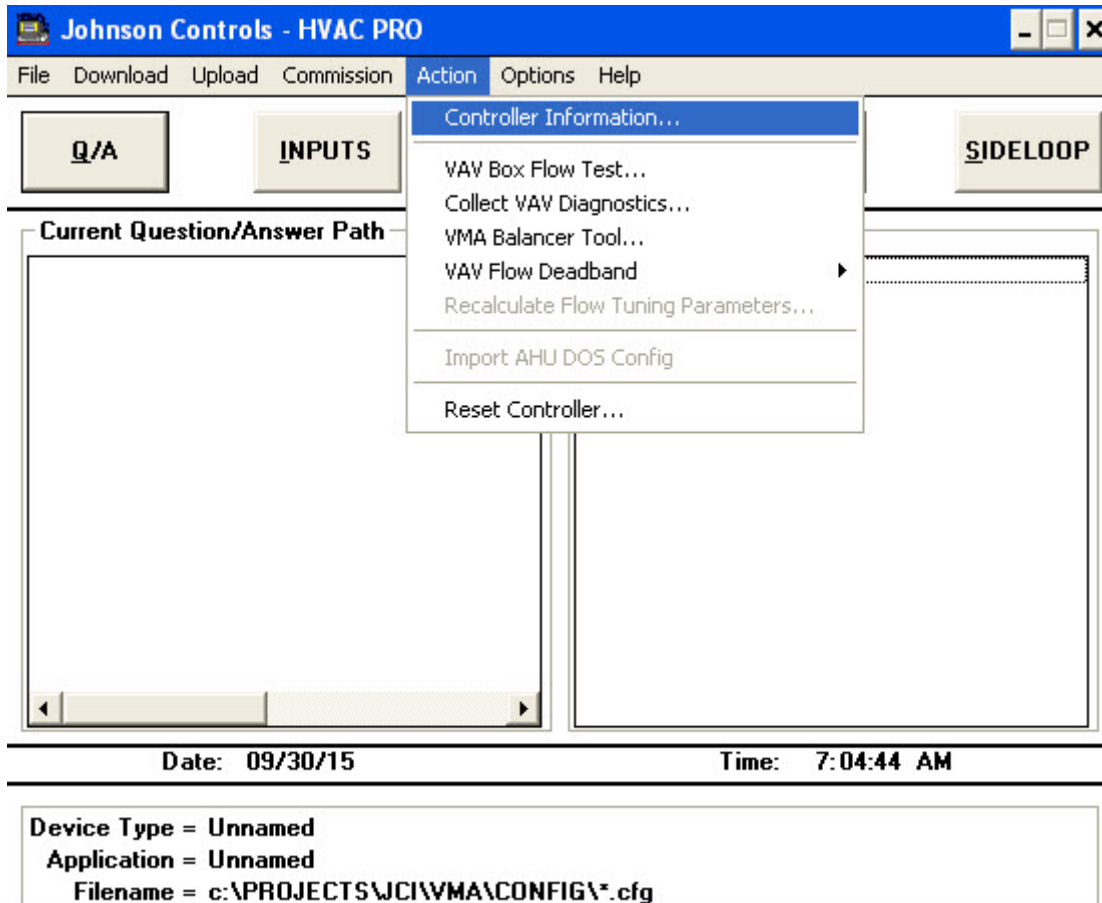 Johnson Controls - HVAC PRO
File Download Upload Commission Action Options Help
Q/A INPUTS SIDELOOP
Controller Information...
VAV Box Flow Test...
Collect VAV Diagnostics...
VMA Balancer Tool...
VAV Flow Deadband
Recalculate Flow Tuning Parameters...
Import AHU DOS Config
Reset Controller...
Current Question/Answer Path
Date: 09/30/15 Time: 7:04:44 AM
Device Type = Unnamed
Application = Unnamed
Filename = c:\PROJECTS\JCI\VMA\CONFIG\*.cfg